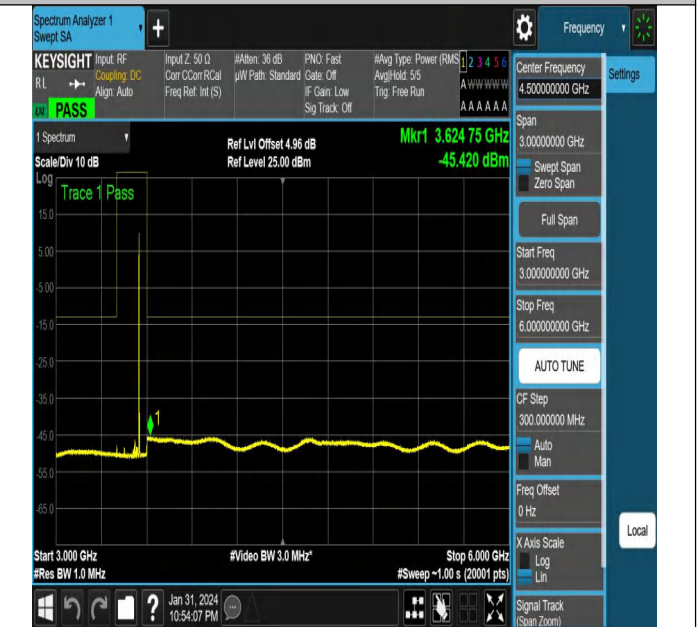 Spectrum Analyzer 1
Swept SA
+
Frequency
KEYSIGHT
RL
PASS
Input: RF
Coupling: DC
Align: Auto
Input Z: 50 Ω
Corr CCorr RCal
Freq Ref: Int (S)
#Atten: 36 dB
µW Path: Standard
PNO: Fast
Gate: Off
IF Gain: Low
Sig Track: Off
#Avg Type: Power (RMS
Avg|Hold: 5/5
Trig: Free Run
1 2 3 4 5 6
A W W W W W
A A A A A A
1 Spectrum
Scale/Div 10 dB
Log
Ref Lvl Offset 4.96 dB
Ref Level 25.00 dBm
Mkr1 3.624 75 GHz
-45.420 dBm
Trace 1 Pass
15.0
5.00
-5.00
-15.0
-25.0
-35.0
-45.0
-55.0
-65.0
1
Start 3.000 GHz
#Res BW 1.0 MHz
#Video BW 3.0 MHz*
Stop 6.000 GHz
#Sweep ~1.00 s (20001 pts)
Center Frequency
4.500000000 GHz
Settings
Span
3.00000000 GHz
Swept Span
Zero Span
Full Span
Start Freq
3.000000000 GHz
Stop Freq
6.000000000 GHz
AUTO TUNE
CF Step
300.000000 MHz
Auto
Man
Freq Offset
0 Hz
X Axis Scale
Log
Lin
Signal Track
(Span Zoom)
Local
?
Jan 31, 2024
10:54:07 PM